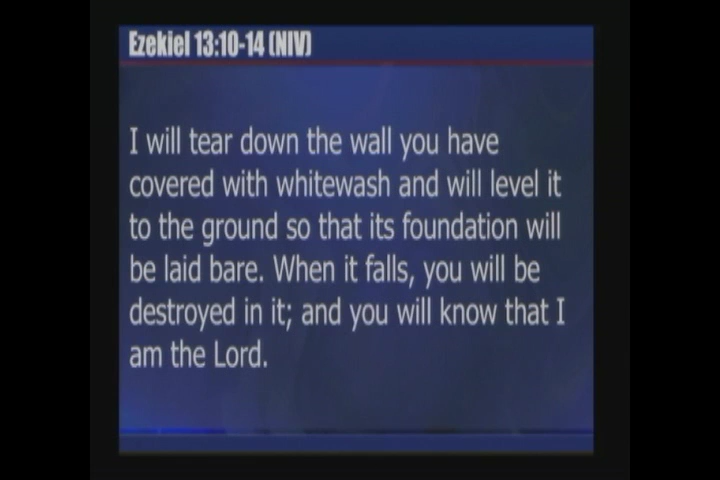 Ezekiel 13:10-14 (NIV)
I will tear down the wall you have
covered with whitewash and will level it
to the ground so that its foundation will
be laid bare. When it falls, you will be
destroyed in it; and you will know that I
am the Lord.